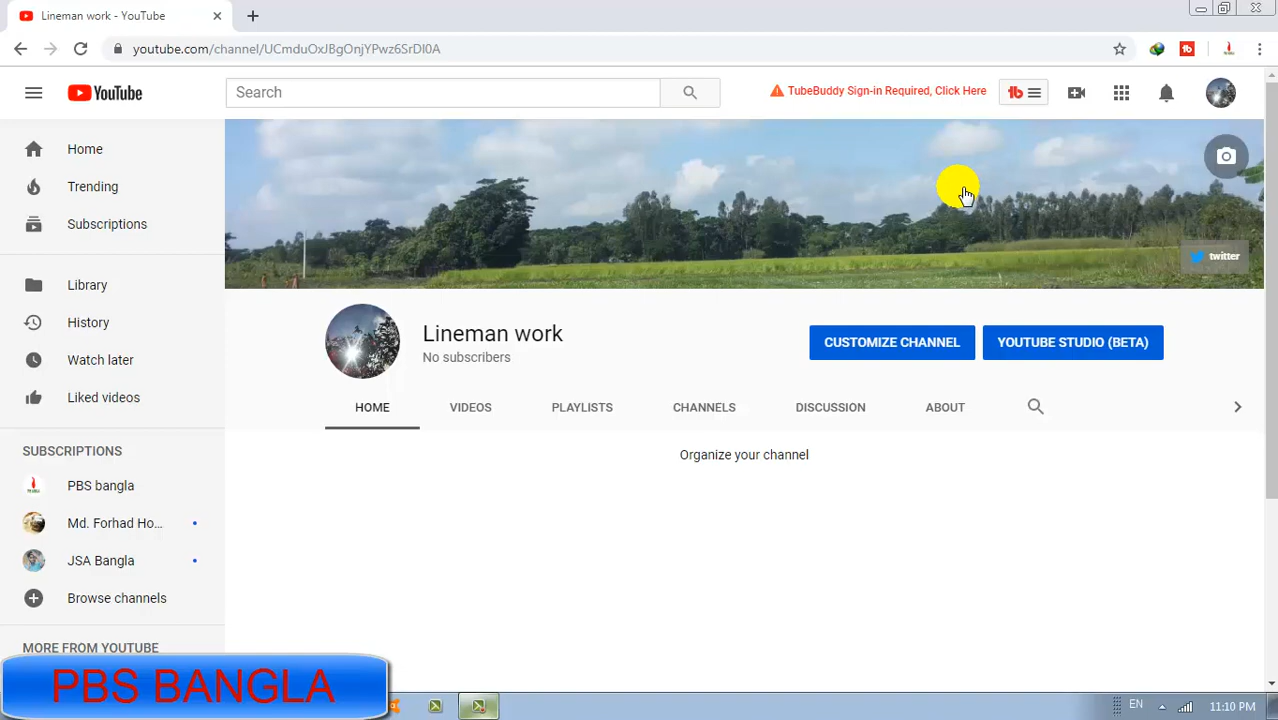 Lineman work - YouTube
youtube.com/channel/UCmduOxJBgOnjYPwz6SrDI0A
YouTube
Search
TubeBuddy Sign-in Required, Click Here
Home
Trending
Subscriptions
Library
History
Watch later
Liked videos
SUBSCRIPTIONS
PBS bangla
Md. Forhad Ho...
JSA Bangla
Browse channels
MORE FROM YOUTUBE
twitter
Lineman work
No subscribers
CUSTOMIZE CHANNEL
YOUTUBE STUDIO (BETA)
HOME VIDEOS PLAYLISTS CHANNELS DISCUSSION ABOUT
Organize your channel
PBS BANGLA
EN
11:10 PM